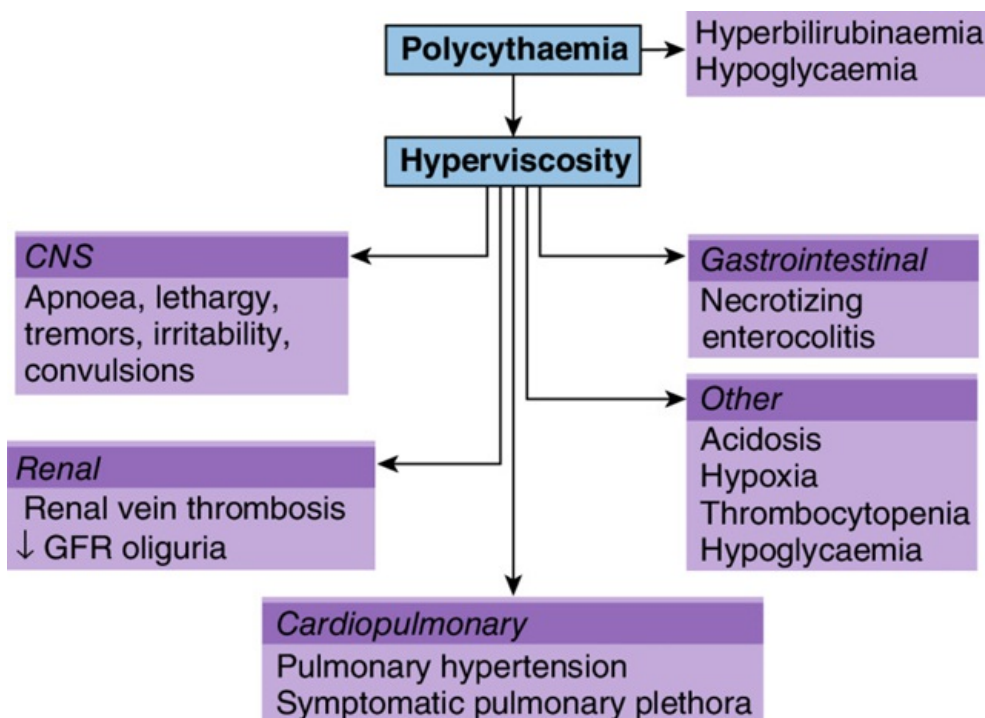 Polycythaemia
Hyperbilirubinaemia
Hypoglycaemia
Hyperviscosity
CNS
Apnoea, lethargy,
tremors, irritability,
convulsions
Gastrointestinal
Necrotizing
enterocolitis
Renal
Renal vein thrombosis
↓ GFR oliguria
Other
Acidosis
Hypoxia
Thrombocytopenia
Hypoglycaemia
Cardiopulmonary
Pulmonary hypertension
Symptomatic pulmonary plethora